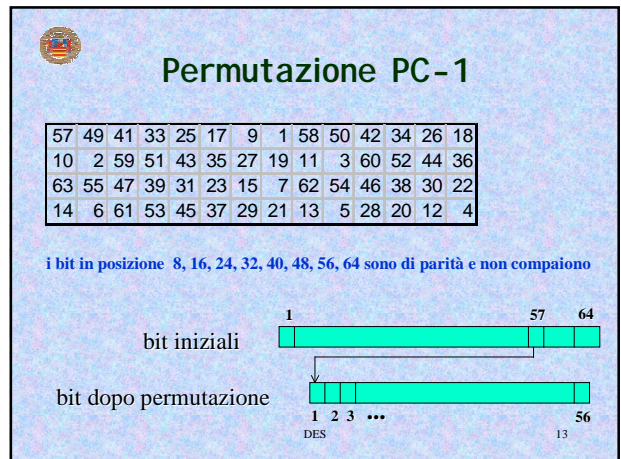 Permutazione PC-1
57 49 41 33 25 17 9 1 58 50 42 34 26 18
10 2 59 51 43 35 27 19 11 3 60 52 44 36
63 55 47 39 31 23 15 7 62 54 46 38 30 22
14 6 61 53 45 37 29 21 13 5 28 20 12 4
i bit in posizione 8, 16, 24, 32, 40, 48, 56, 64 sono di parità e non compaiono
1 57 64
bit iniziali
bit dopo permutazione
1 2 3 ... 56
DES 13